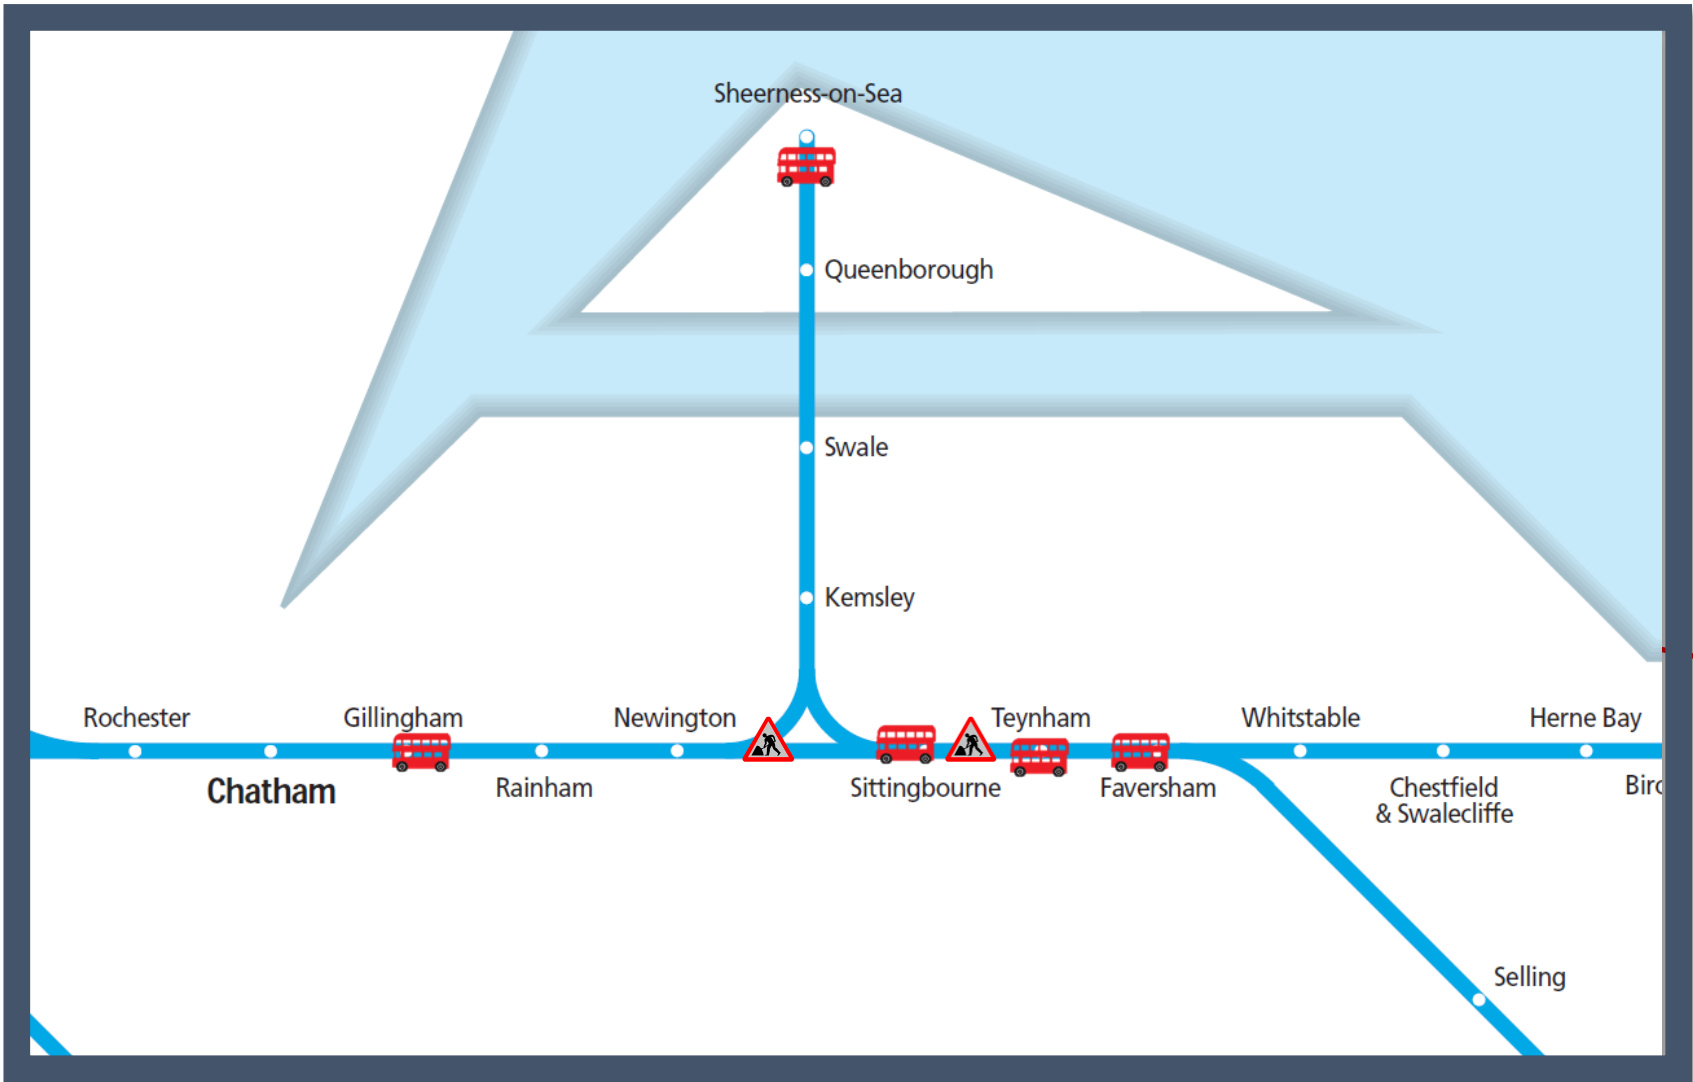 Sheerness-on-Sea
Queenborough
Swale
Kemsley
Rochester
Gillingham
Newington
Teynham
Whitstable
Herne Bay
Chatham
Rainham
Sittingbourne
Faversham
Chestfield
& Swalecliffe
Selling